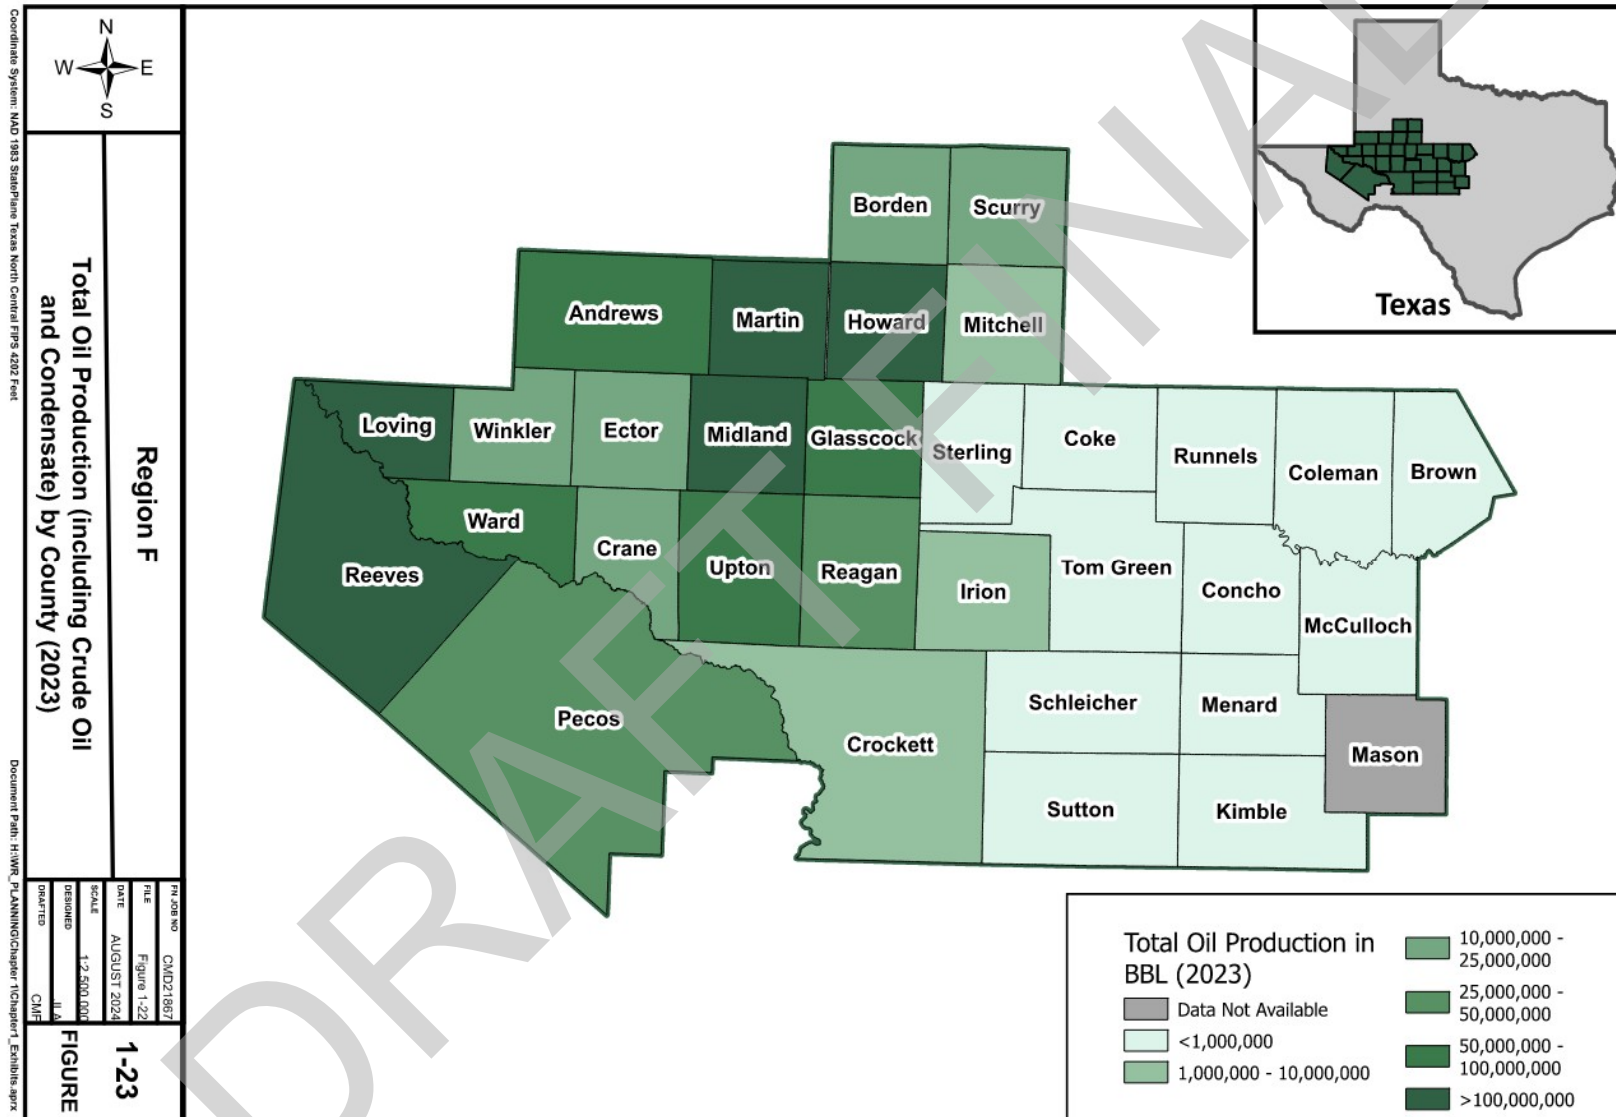 Coordinate System: NAD 1983 StatePlane Texas North Central FIPS 4202 Feet
Document Path: H:\WR_PLANNING\Chapter 1\Chapter1_Exhibits.aprx
N
W
E
S
Region F
Total Oil Production (including Crude Oil
and Condensate) by County (2023)
FN JOB NO
CMD21867
FILE
Figure 1-22
DATE
AUGUST 2024
SCALE
1:2,500,000
DESIGNED
JLA
DRAFTED
CMF
FIGURE
1-23
DRAFT FINAL
Borden
Scurry
Andrews
Martin
Howard
Mitchell
Loving
Winkler
Ector
Midland
Glasscock
Sterling
Coke
Runnels
Coleman
Brown
Ward
Crane
Upton
Reagan
Irion
Tom Green
Concho
McCulloch
Reeves
Pecos
Crockett
Schleicher
Menard
Mason
Sutton
Kimble
Texas
Total Oil Production in
BBL (2023)
Data Not Available
<1,000,000
1,000,000 - 10,000,000
10,000,000 -
25,000,000
25,000,000 -
50,000,000
50,000,000 -
100,000,000
>100,000,000